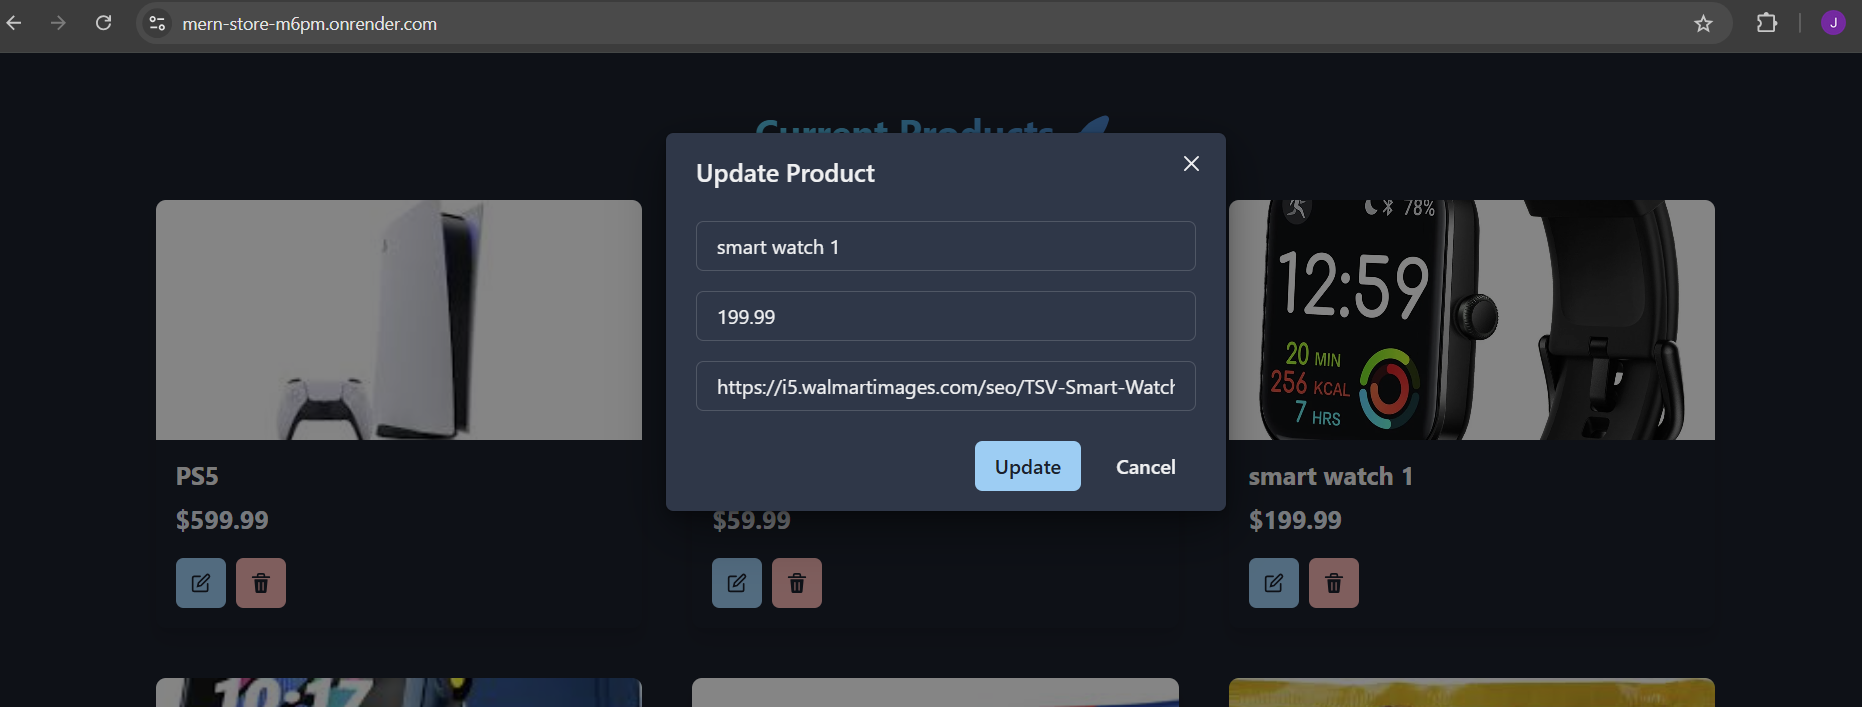 mern-store-m6pm.onrender.com
J
Current Products
Update Product
smart watch 1
199.99
https://i5.walmartimages.com/seo/TSV-Smart-Watch
Update
Cancel
78%
12:59
20 MIN
256 KCAL
7 HRS
PS5
$599.99
$59.99
smart watch 1
$199.99
10:17